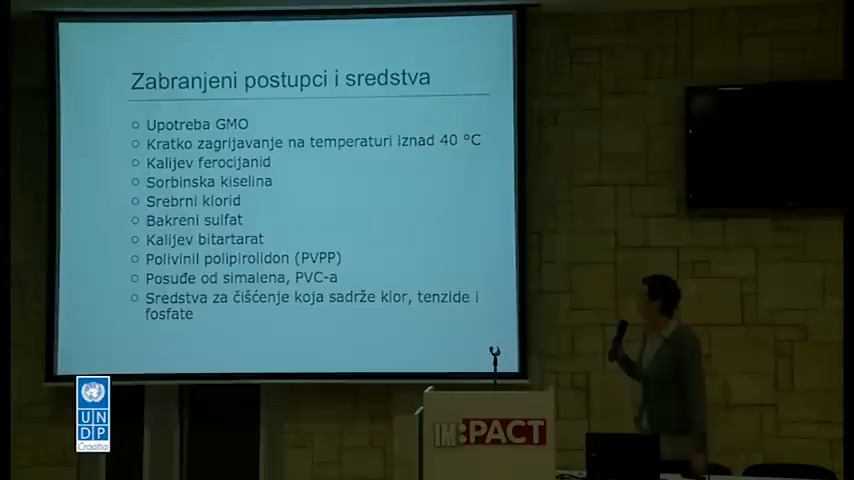 Zabranjeni postupci i sredstva
Upotreba GMO
Kratko zagrijavanje na temperaturi iznad 40 °C
Kalijev ferocijanid
Sorbinska kiselina
Srebrni klorid
Bakreni sulfat
Kalijev bitartarat
Polivinil polipirolidon (PVPP)
Posuđe od simalena, PVC-a
Sredstva za čišćenje koja sadrže klor, tenzide i
fosfate
UN
DP
Croatia
IM:PACT